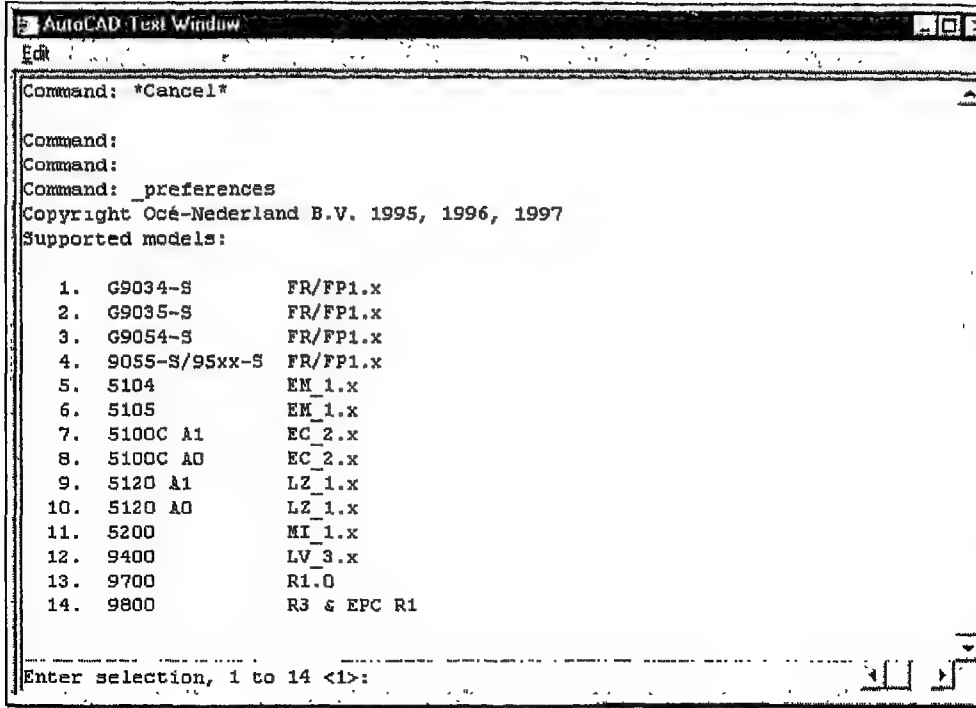 AutoCAD Text Window
Edit
Command: *Cancel*
Command:
Command:
Command: _preferences
Copyright Océ-Nederland B.V. 1995, 1996, 1997
Supported models:
1. G9034-S FR/FP1.x
2. G9035-S FR/FP1.x
3. G9054-S FR/FP1.x
4. 9055-S/95xx-S FR/FP1.x
5. 5104 EM_1.x
6. 5105 EM_1.x
7. 5100C A1 EC_2.x
8. 5100C A0 EC_2.x
9. 5120 A1 LZ_1.x
10. 5120 A0 LZ_1.x
11. 5200 MI_1.x
12. 9400 LV_3.x
13. 9700 R1.0
14. 9800 R3 & EPC R1
Enter selection, 1 to 14 <1>: